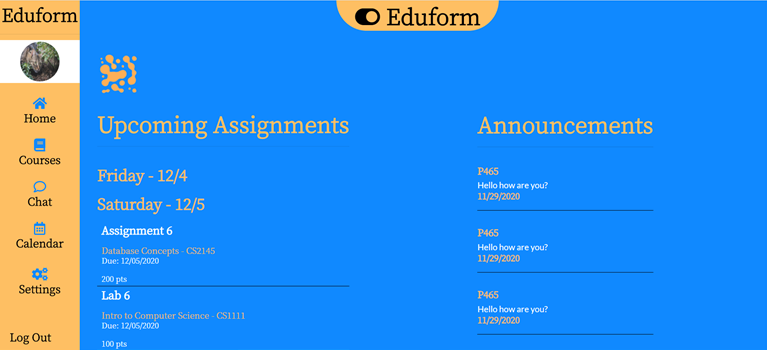 Eduform
Home
Courses
Chat
Calendar
Settings
Log Out
Eduform
Upcoming Assignments
Friday - 12/4
Saturday - 12/5
Assignment 6
Database Concepts - CS2145
Due: 12/05/2020
200 pts
Lab 6
Intro to Computer Science - CS1111
Due: 12/05/2020
100 pts
Announcements
P465
Hello how are you?
11/29/2020
P465
Hello how are you?
11/29/2020
P465
Hello how are you?
11/29/2020